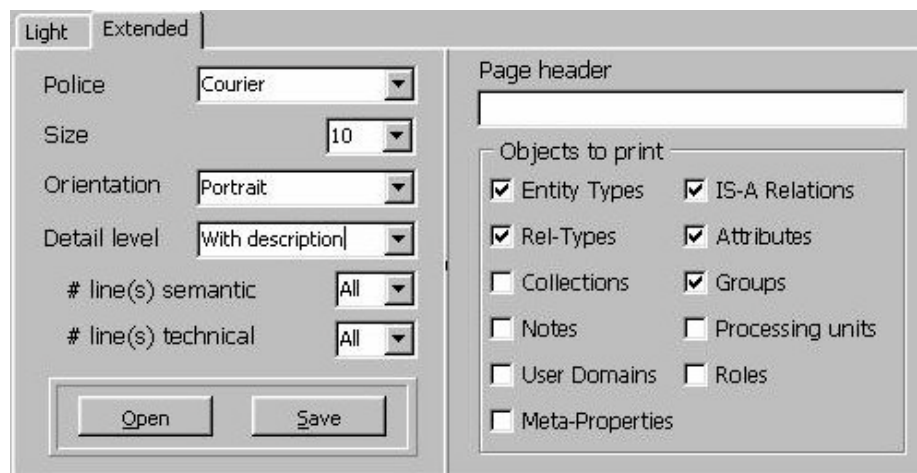 Light Extended
Police Courier
Size 10
Orientation Portrait
Detail level With description
# line(s) semantic All
# line(s) technical All
Open Save
Page header
Objects to print
Entity Types IS-A Relations
Rel-Types Attributes
Collections Groups
Notes Processing units
User Domains Roles
Meta-Properties